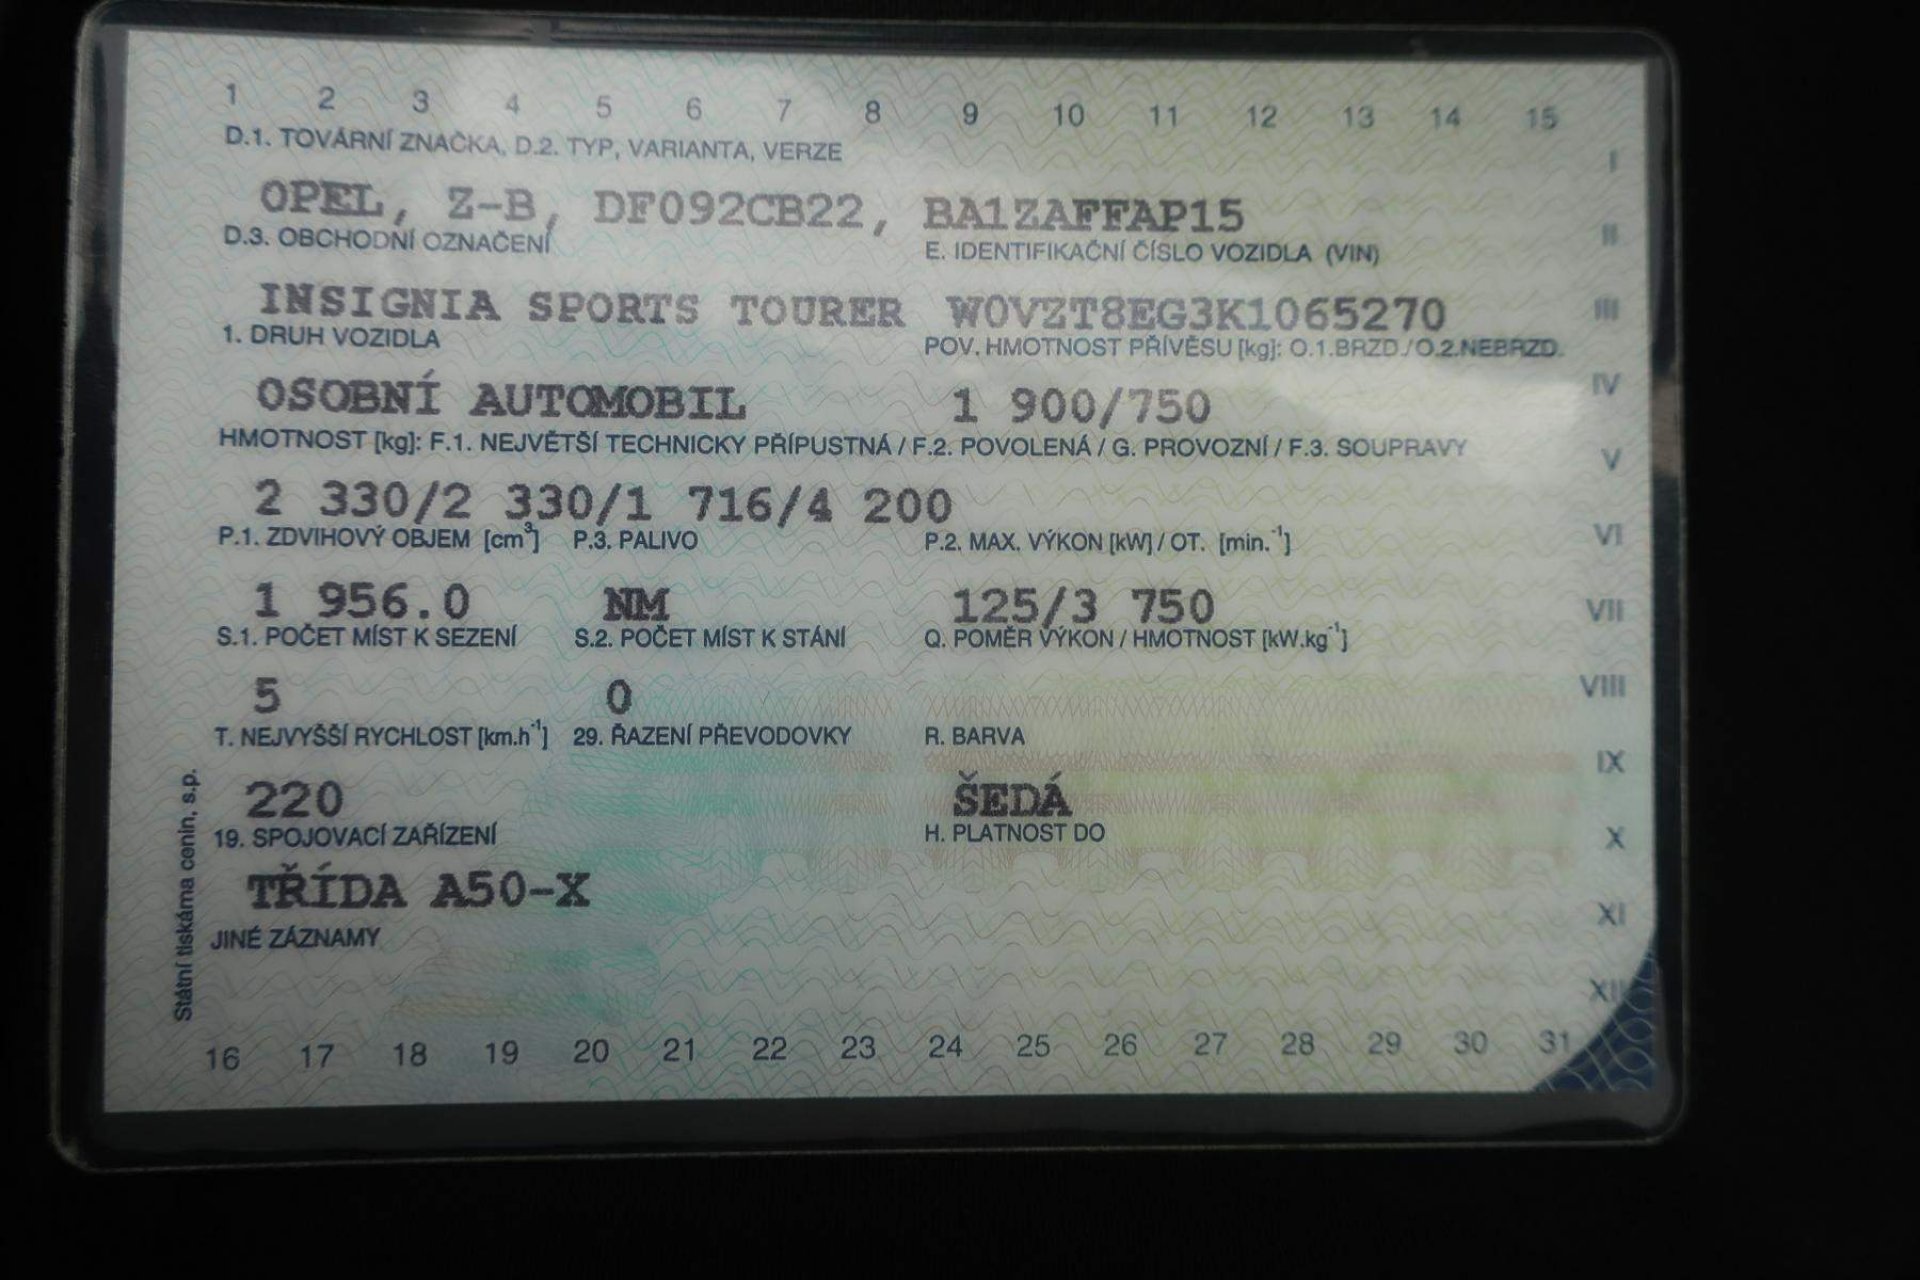 1 2 3 4 5 6 7 8 9 10 11 12 13 14 15
D.1. TOVÁRNÍ ZNAČKA, D.2. TYP, VARIANTA, VERZE
I
OPEL, Z-B, DF092CB22, BA1ZAFFAP15
II
D.3. OBCHODNÍ OZNAČENÍ E. IDENTIFIKAČNÍ ČÍSLO VOZIDLA (VIN)
INSIGNIA SPORTS TOURER W0VZT8EG3K1065270
III
1. DRUH VOZIDLA POV. HMOTNOST PŘÍVĚSU [kg]: O.1.BRZD./O.2.NEBRZD.
OSOBNÍ AUTOMOBIL 1 900/750
IV
HMOTNOST [kg]: F.1. NEJVĚTŠÍ TECHNICKY PŘÍPUSTNÁ / F.2. POVOLENÁ / G. PROVOZNÍ / F.3. SOUPRAVY
V
2 330/2 330/1 716/4 200
P.1. ZDVIHOVÝ OBJEM [cm³] P.3. PALIVO P.2. MAX. VÝKON [kW] / OT. [min.⁻¹]
VI
1 956.0 NM 125/3 750
VII
S.1. POČET MÍST K SEZENÍ S.2. POČET MÍST K STÁNÍ Q. POMĚR VÝKON / HMOTNOST [kW.kg⁻¹]
5 0
VIII
T. NEJVYŠŠÍ RYCHLOST [km.h⁻¹] 29. ŘAZENÍ PŘEVODOVKY R. BARVA
IX
220 ŠEDÁ
19. SPOJOVACÍ ZAŘÍZENÍ H. PLATNOST DO
X
TŘÍDA A50-X
XI
JINÉ ZÁZNAMY
XII
Státní tiskárna cenin, s.p.
16 17 18 19 20 21 22 23 24 25 26 27 28 29 30 31